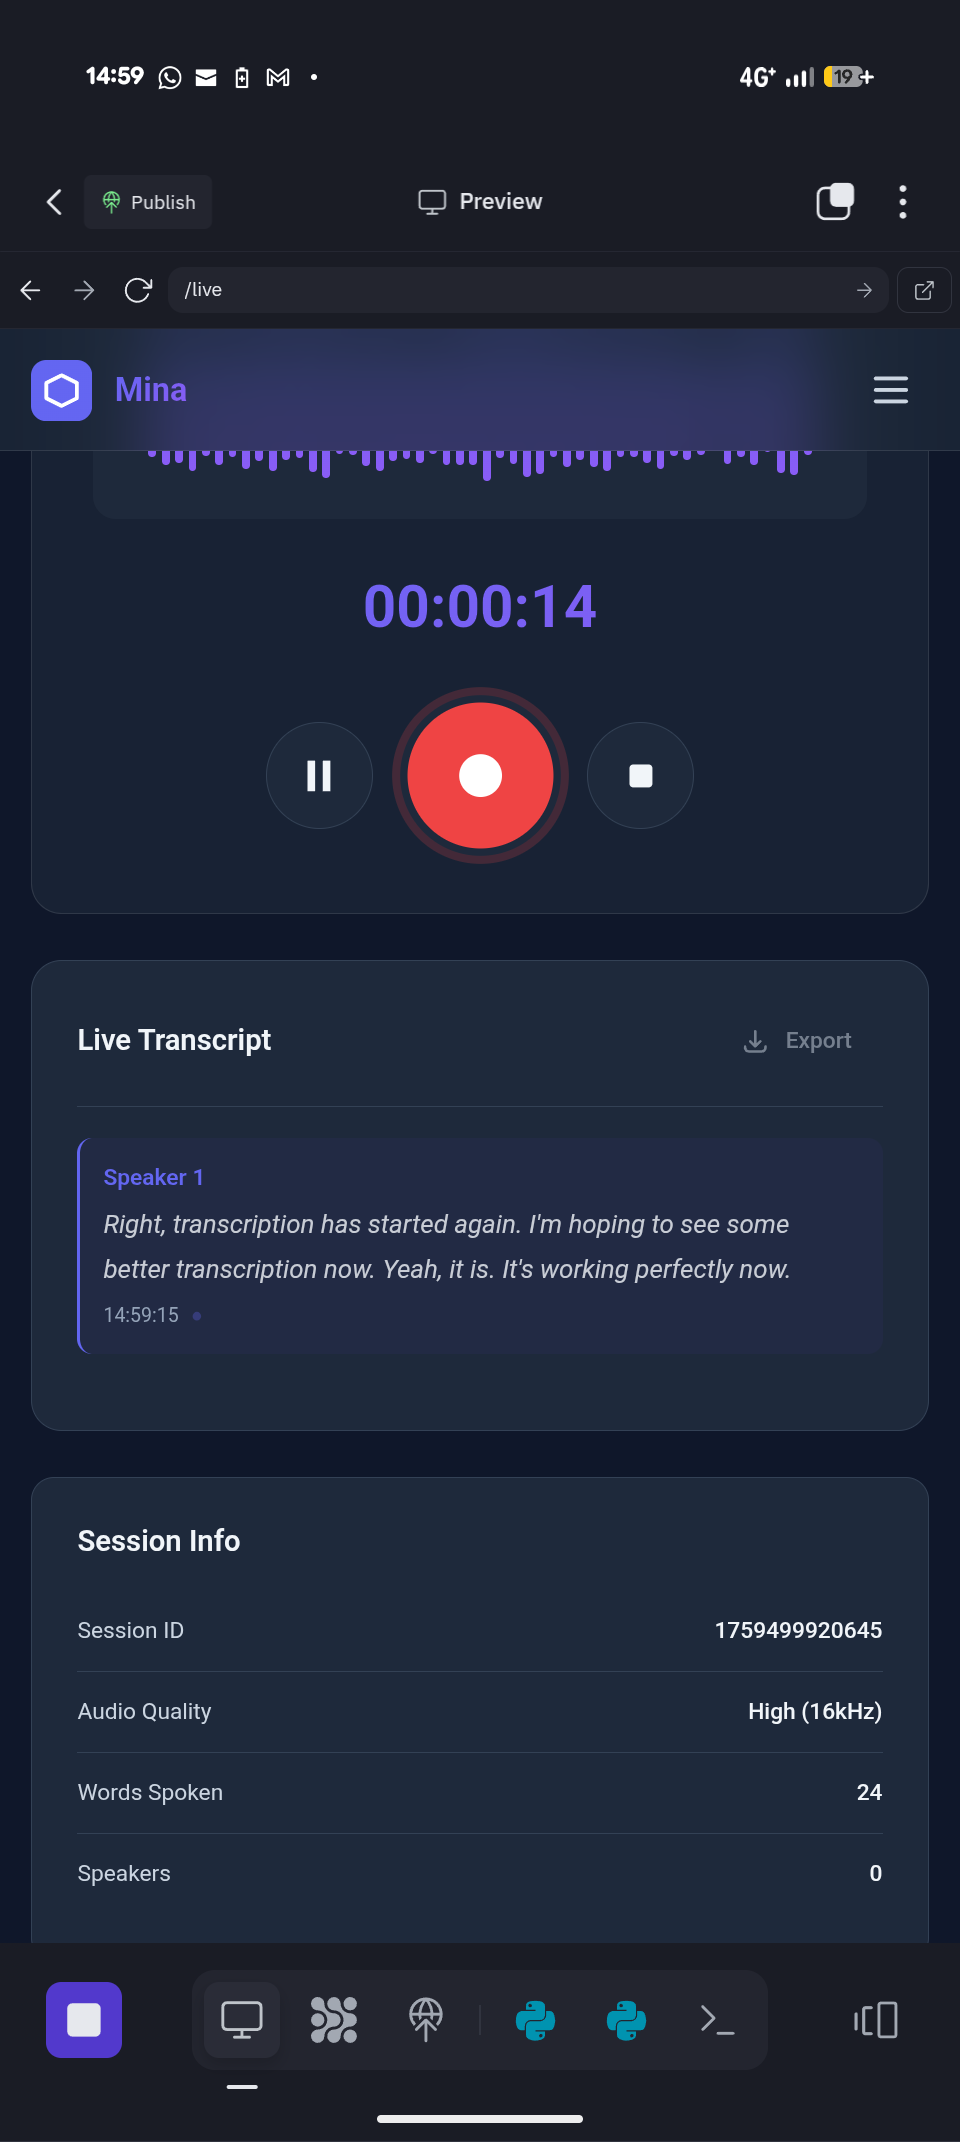 14:59
4G+
19
Publish
Preview
/live
Mina
00:00:14
Live Transcript
Export
Speaker 1
Right, transcription has started again. I'm hoping to see some
better transcription now. Yeah, it is. It's working perfectly now.
14:59:15
Session Info
Session ID
1759499920645
Audio Quality
High (16kHz)
Words Spoken
24
Speakers
0